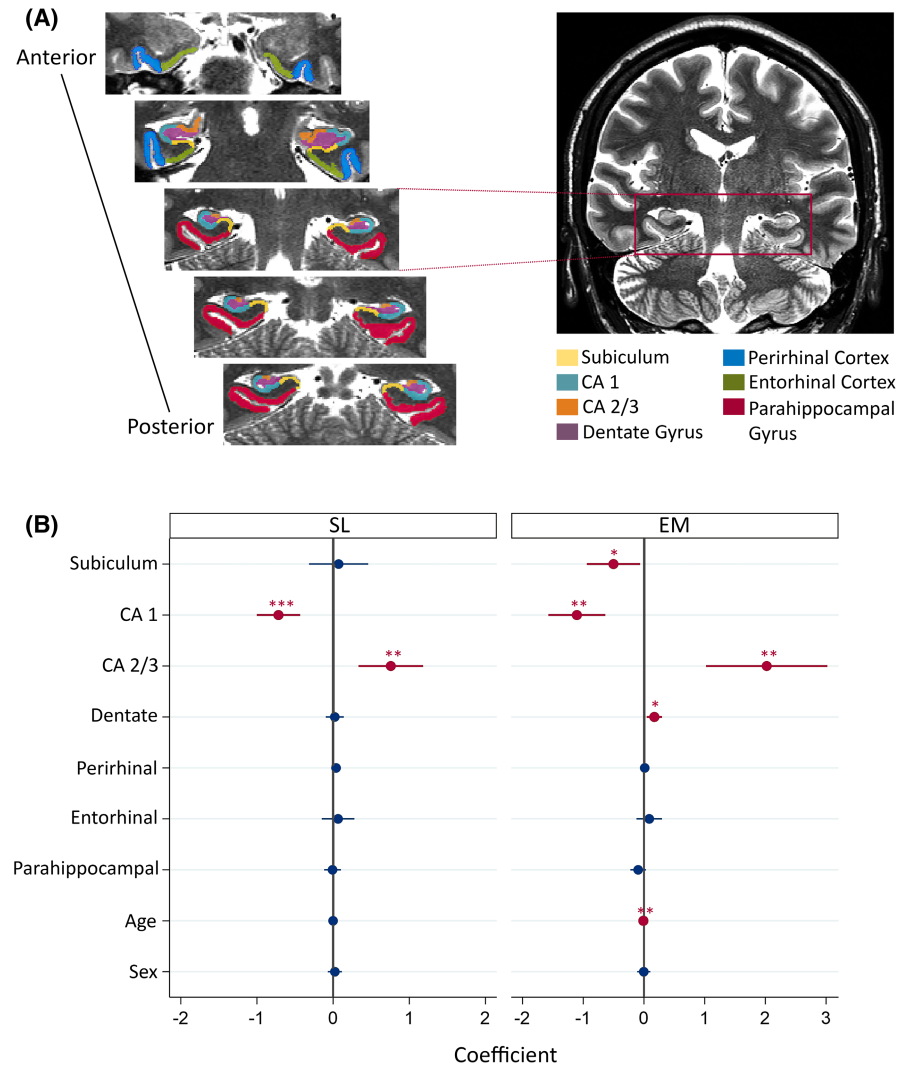 (A)
Anterior
Posterior
Subiculum
CA 1
CA 2/3
Dentate Gyrus
Perirhinal Cortex
Entorhinal Cortex
Parahippocampal
Gyrus
(B)
SL
EM
Subiculum
*
CA 1
***
**
CA 2/3
**
**
Dentate
*
Perirhinal
Entorhinal
Parahippocampal
Age
**
Sex
-2 -1 0 1 2
-2 -1 0 1 2 3
Coefficient